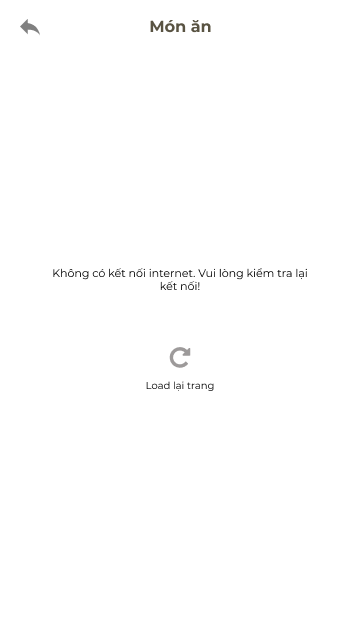 Món ăn
Không có kết nối internet. Vui lòng kiểm tra lại
kết nối!
Load lại trang